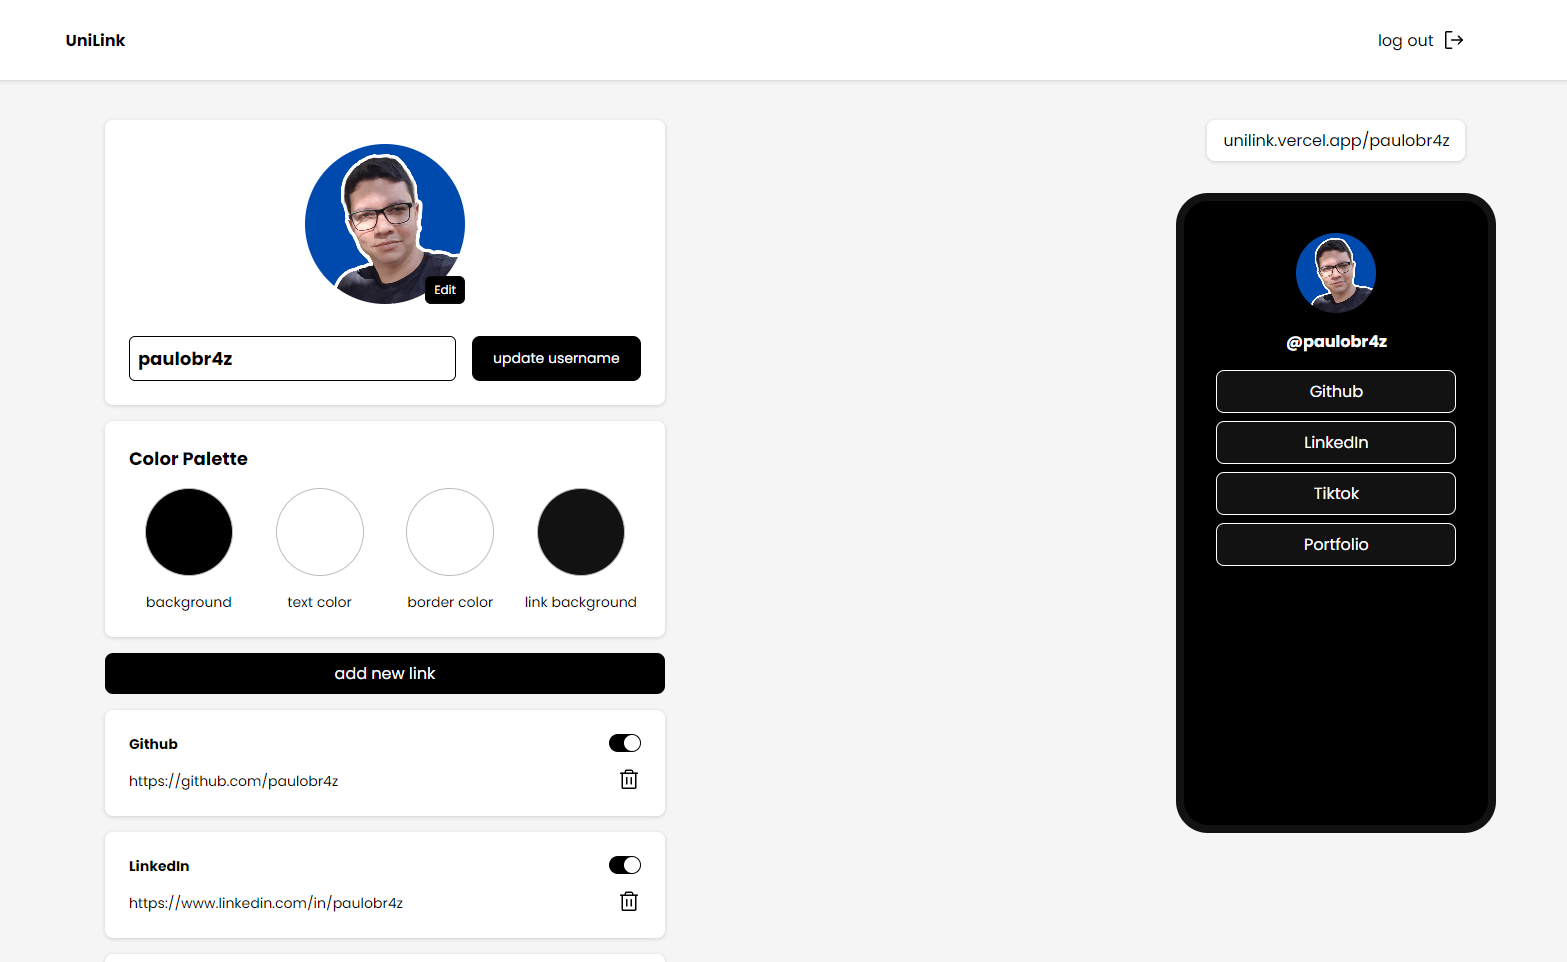 UniLink
log out
Edit
paulobr4z
update username
Color Palette
background
text color
border color
link background
add new link
Github
https://github.com/paulobr4z
LinkedIn
https://www.linkedin.com/in/paulobr4z
unilink.vercel.app/paulobr4z
@paulobr4z
Github
LinkedIn
Tiktok
Portfolio